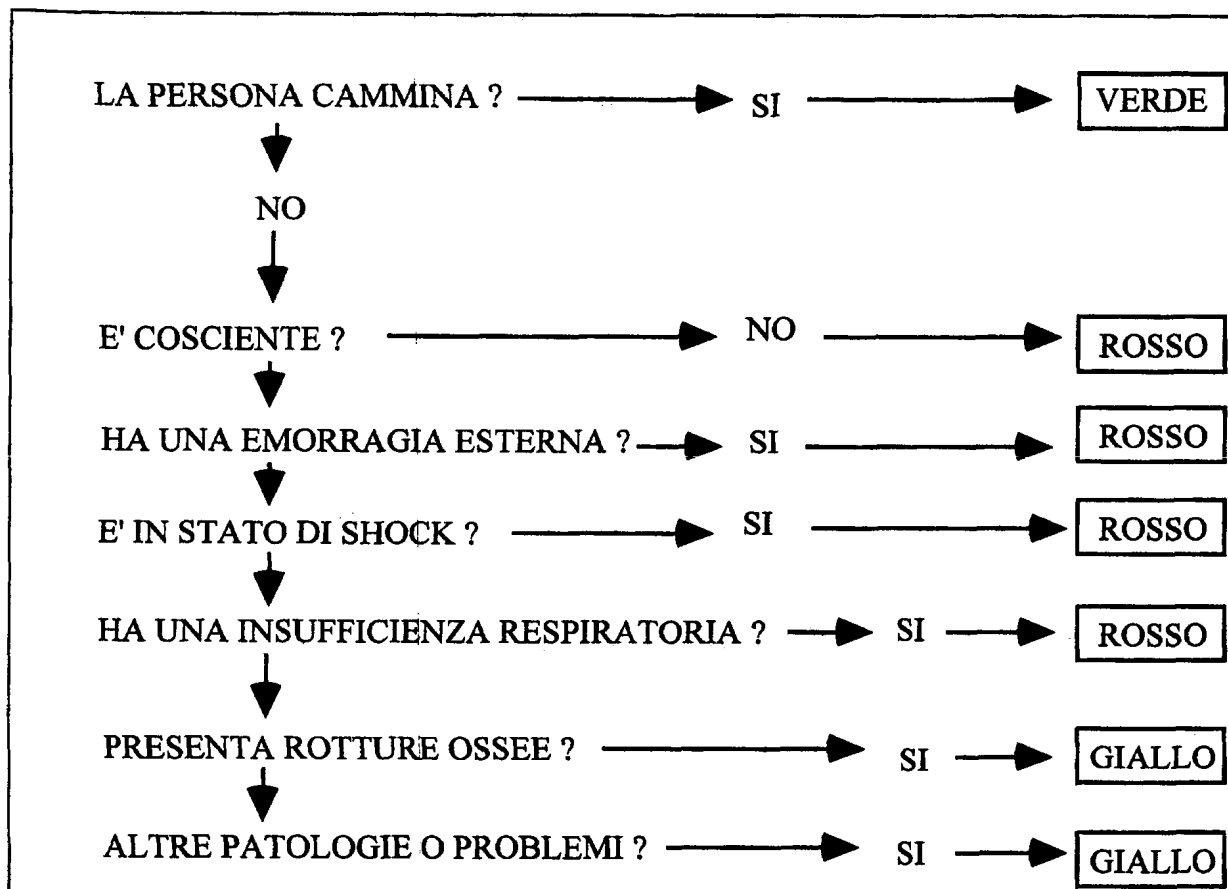 LA PERSONA CAMMINA ? SI VERDE
NO
E' COSCIENTE ? NO ROSSO
HA UNA EMORRAGIA ESTERNA ? SI ROSSO
E' IN STATO DI SHOCK ? SI ROSSO
HA UNA INSUFFICIENZA RESPIRATORIA ? SI ROSSO
PRESENTA ROTTURE OSSEE ? SI GIALLO
ALTRE PATOLOGIE O PROBLEMI ? SI GIALLO